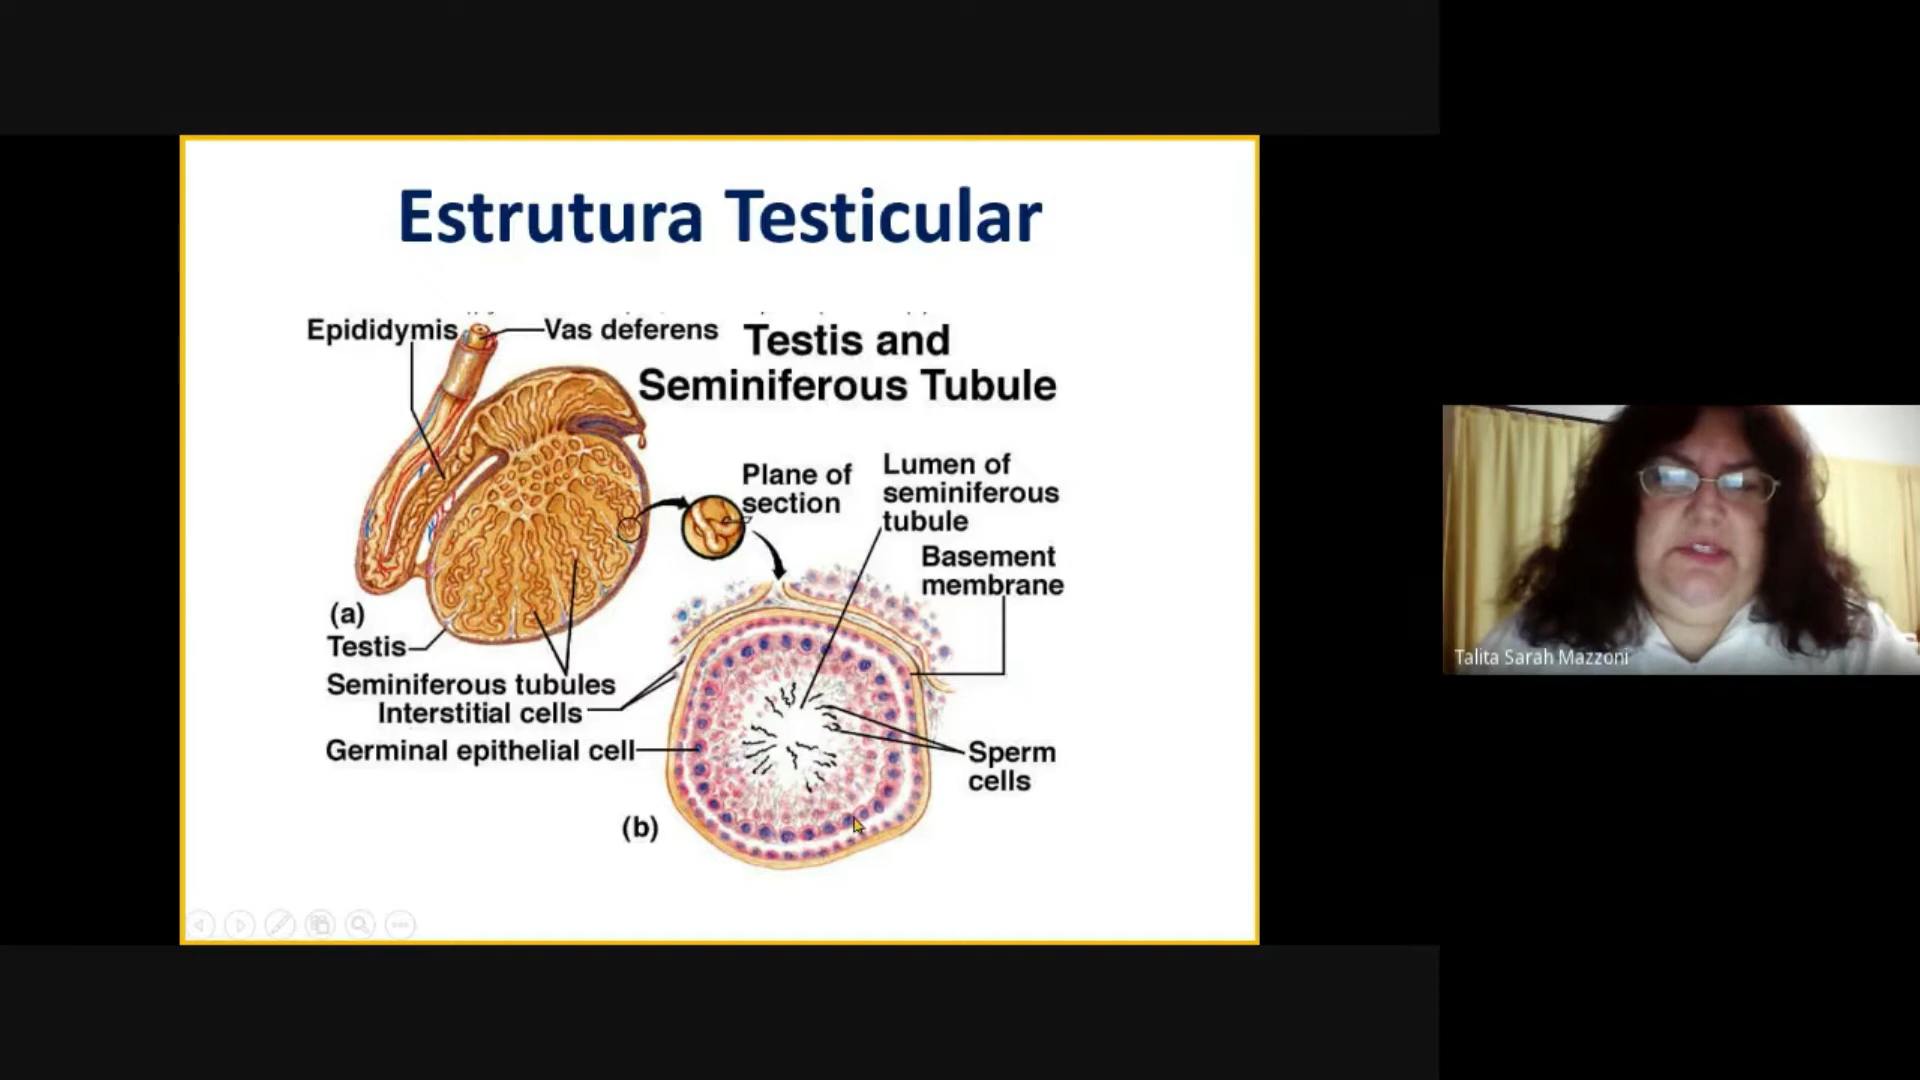 Estrutura Testicular
Epididymis
Vas deferens
Testis and
Seminiferous Tubule
Plane of
section
Lumen of
seminiferous
tubule
Basement
membrane
(a)
Testis
Seminiferous tubules
Interstitial cells
Germinal epithelial cell
Sperm
cells
(b)
Talita Sarah Mazzoni